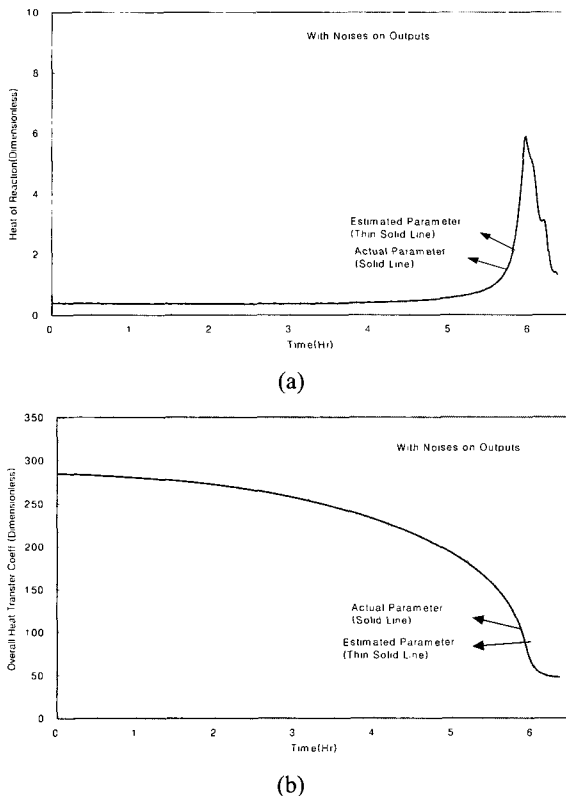 10
With Noises on Outputs
8
Heat of Reaction(Dimensionless)
6
4
Estimated Parameter
(Thin Solid Line)
Actual Parameter
(Solid Line)
2
0
0 1 2 3 4 5 6
Time(Hr)
(a)
350
With Noises on Outputs
300
250
Overall Heat Transfer Coeff (Dimensionless)
200
150
Actual Parameter
(Solid Line)
100
Estimated Parameter
(Thin Solid Line)
50
0
0 1 2 3 4 5 6
Time(Hr)
(b)